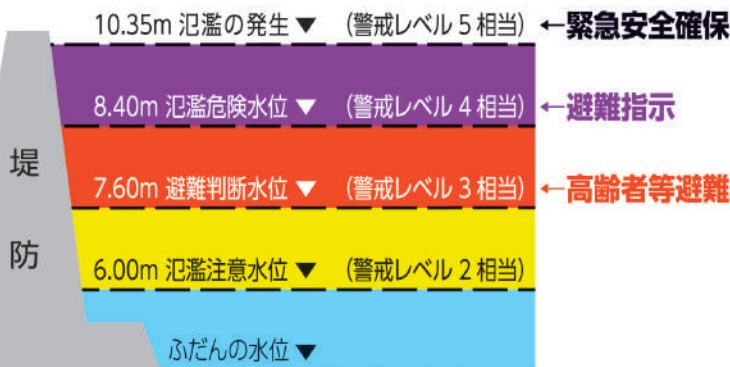 10.35m 氾濫の発生▼ （警戒レベル 5 相当） ←緊急安全確保
8.40m 氾濫危険水位▼ （警戒レベル 4 相当） ←避難指示
7.60m 避難判断水位▼ （警戒レベル 3 相当） ←高齢者等避難
6.00m 氾濫注意水位▼ （警戒レベル 2 相当）
ふだんの水位▼
堤防